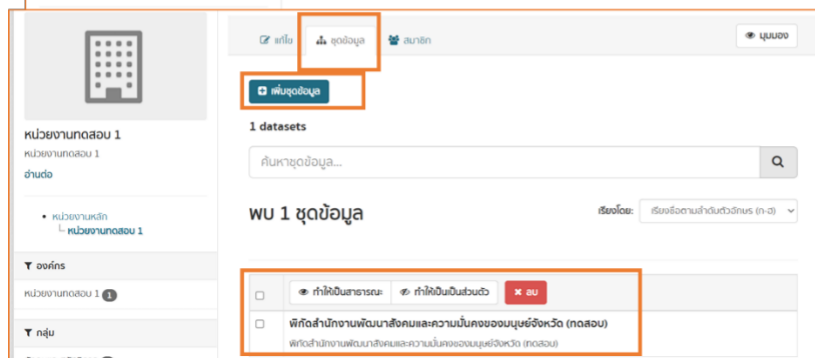 แก้ไข ชุดข้อมูล สมาชิก มุมมอง
เพิ่มชุดข้อมูล
หน่วยงานทดสอบ 1
หน่วยงานทดสอบ 1
อ่านต่อ
หน่วยงานหลัก
หน่วยงานทดสอบ 1
องค์กร
หน่วยงานทดสอบ 1 1
กลุ่ม
1 datasets
ค้นหาชุดข้อมูล...
พบ 1 ชุดข้อมูล
เรียงโดย: เรียงชื่อตามลำดับตัวอักษร (ก-ฮ)
ทำให้เป็นสาธารณะ ทำให้เป็นเป็นส่วนตัว ลบ
พิกัดสำนักงานพัฒนาสังคมและความมั่นคงของมนุษย์จังหวัด (ทดสอบ)
พิกัดสำนักงานพัฒนาสังคมและความมั่นคงของมนุษย์จังหวัด (ทดสอบ)